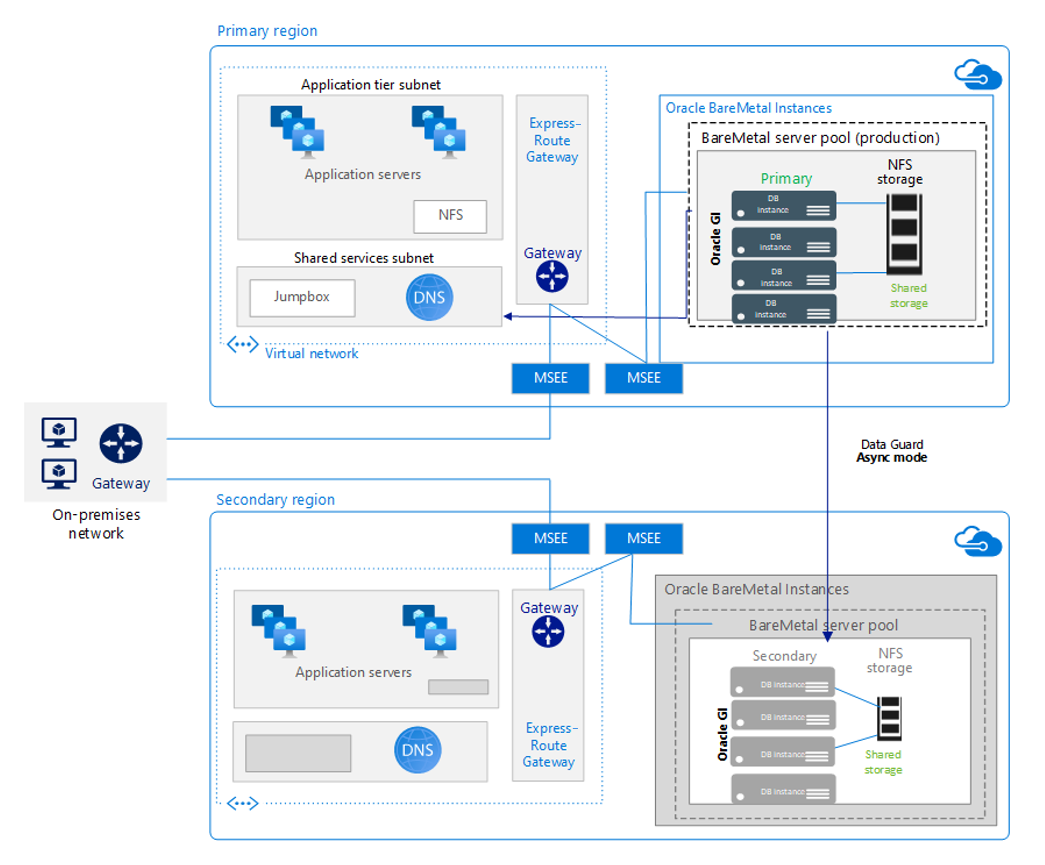 Primary region
Application tier subnet
Application servers
NFS
Shared services subnet
Jumpbox
DNS
Virtual network
Express-
Route
Gateway
Gateway
MSEE
MSEE
Oracle BareMetal Instances
BareMetal server pool (production)
Primary
NFS
storage
Oracle GI
DB
instance
DB
instance
DB
instance
DB
instance
Shared
storage
Gateway
On-premises
network
Data Guard
Async mode
Secondary region
MSEE
MSEE
Application servers
DNS
Gateway
Express-
Route
Gateway
Oracle BareMetal Instances
BareMetal server pool
Secondary
NFS
storage
Oracle GI
DB instance
DB instance
DB instance
DB instance
Shared
storage